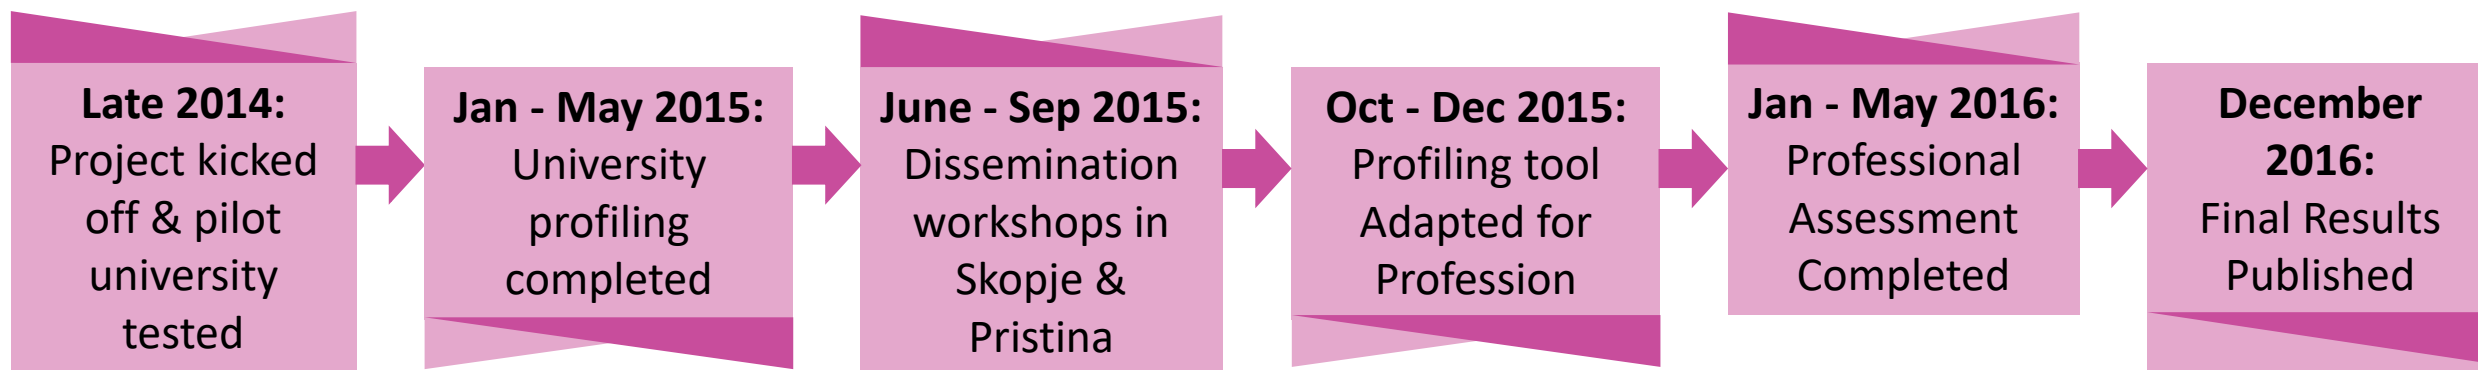 Late 2014:
Project kicked
off & pilot
university
tested
Jan - May 2015:
University
profiling
completed
June - Sep 2015:
Dissemination
workshops in
Skopje &
Pristina
Oct - Dec 2015:
Profiling tool
Adapted for
Profession
Jan - May 2016:
Professional
Assessment
Completed
December
2016:
Final Results
Published